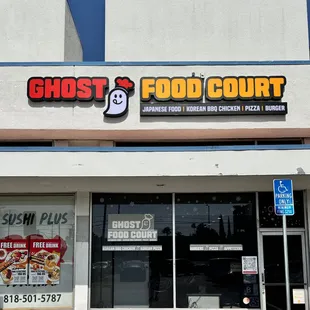 GHOST FOOD COURT
JAPANESE FOOD | KOREAN BBQ CHICKEN | PIZZA | BURGER
SUSHI PLUS
GHOST
FOOD COURT
PARKING
ONLY
FREE DRINK FREE DRINK
818-501-5787